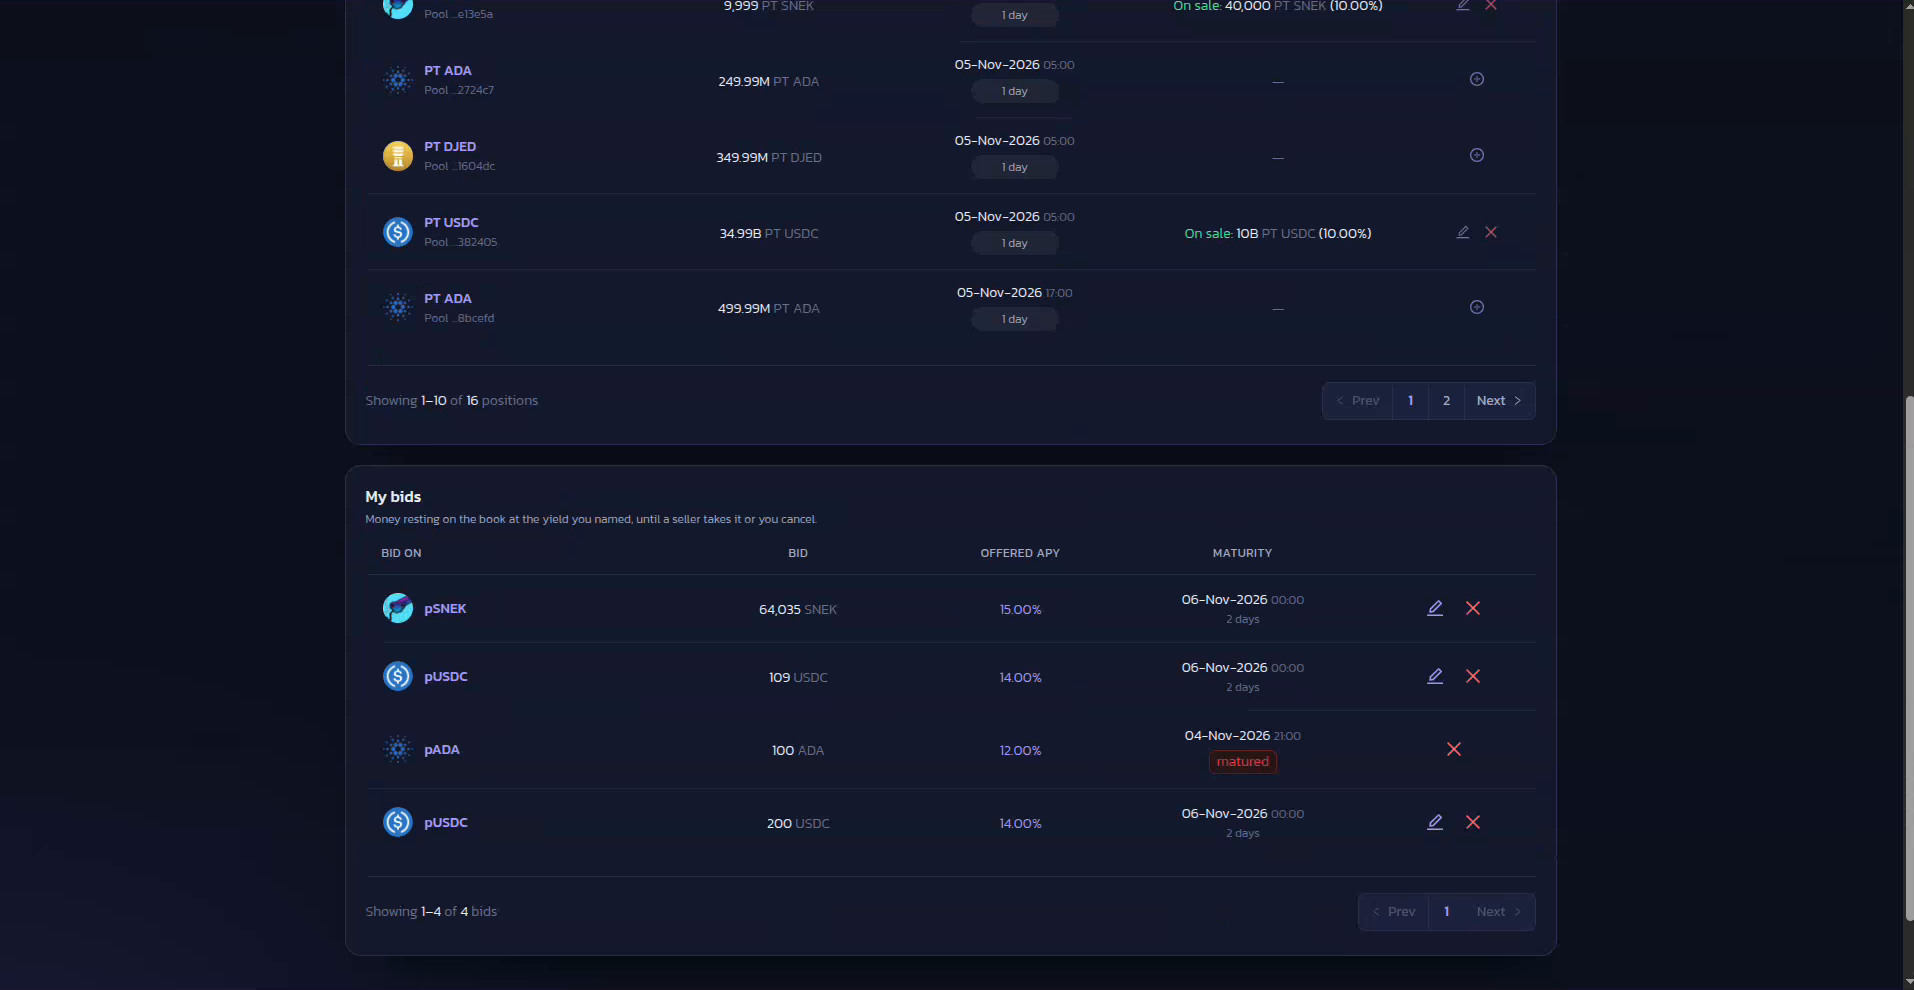 9,999 PT SNEK
On sale: 40,000 PT SNEK (10.00%)
Pool ...e13e5a
1 day
PT ADA
Pool ...2724c7
249.99M PT ADA
05-Nov-2026 05:00
1 day
—
PT DJED
Pool ...1604dc
349.99M PT DJED
05-Nov-2026 05:00
1 day
—
PT USDC
Pool ...382405
34.99B PT USDC
05-Nov-2026 05:00
1 day
On sale: 10B PT USDC (10.00%)
PT ADA
Pool ...8bcefd
499.99M PT ADA
05-Nov-2026 17:00
1 day
—
Showing 1–10 of 16 positions
< Prev 1 2 Next >
My bids
Money resting on the book at the yield you named, until a seller takes it or you cancel.
BID ON BID OFFERED APY MATURITY
pSNEK 64,035 SNEK 15.00% 06-Nov-2026 00:00
2 days
pUSDC 109 USDC 14.00% 06-Nov-2026 00:00
2 days
pADA 100 ADA 12.00% 04-Nov-2026 21:00
matured
pUSDC 200 USDC 14.00% 06-Nov-2026 00:00
2 days
Showing 1–4 of 4 bids
< Prev 1 Next >